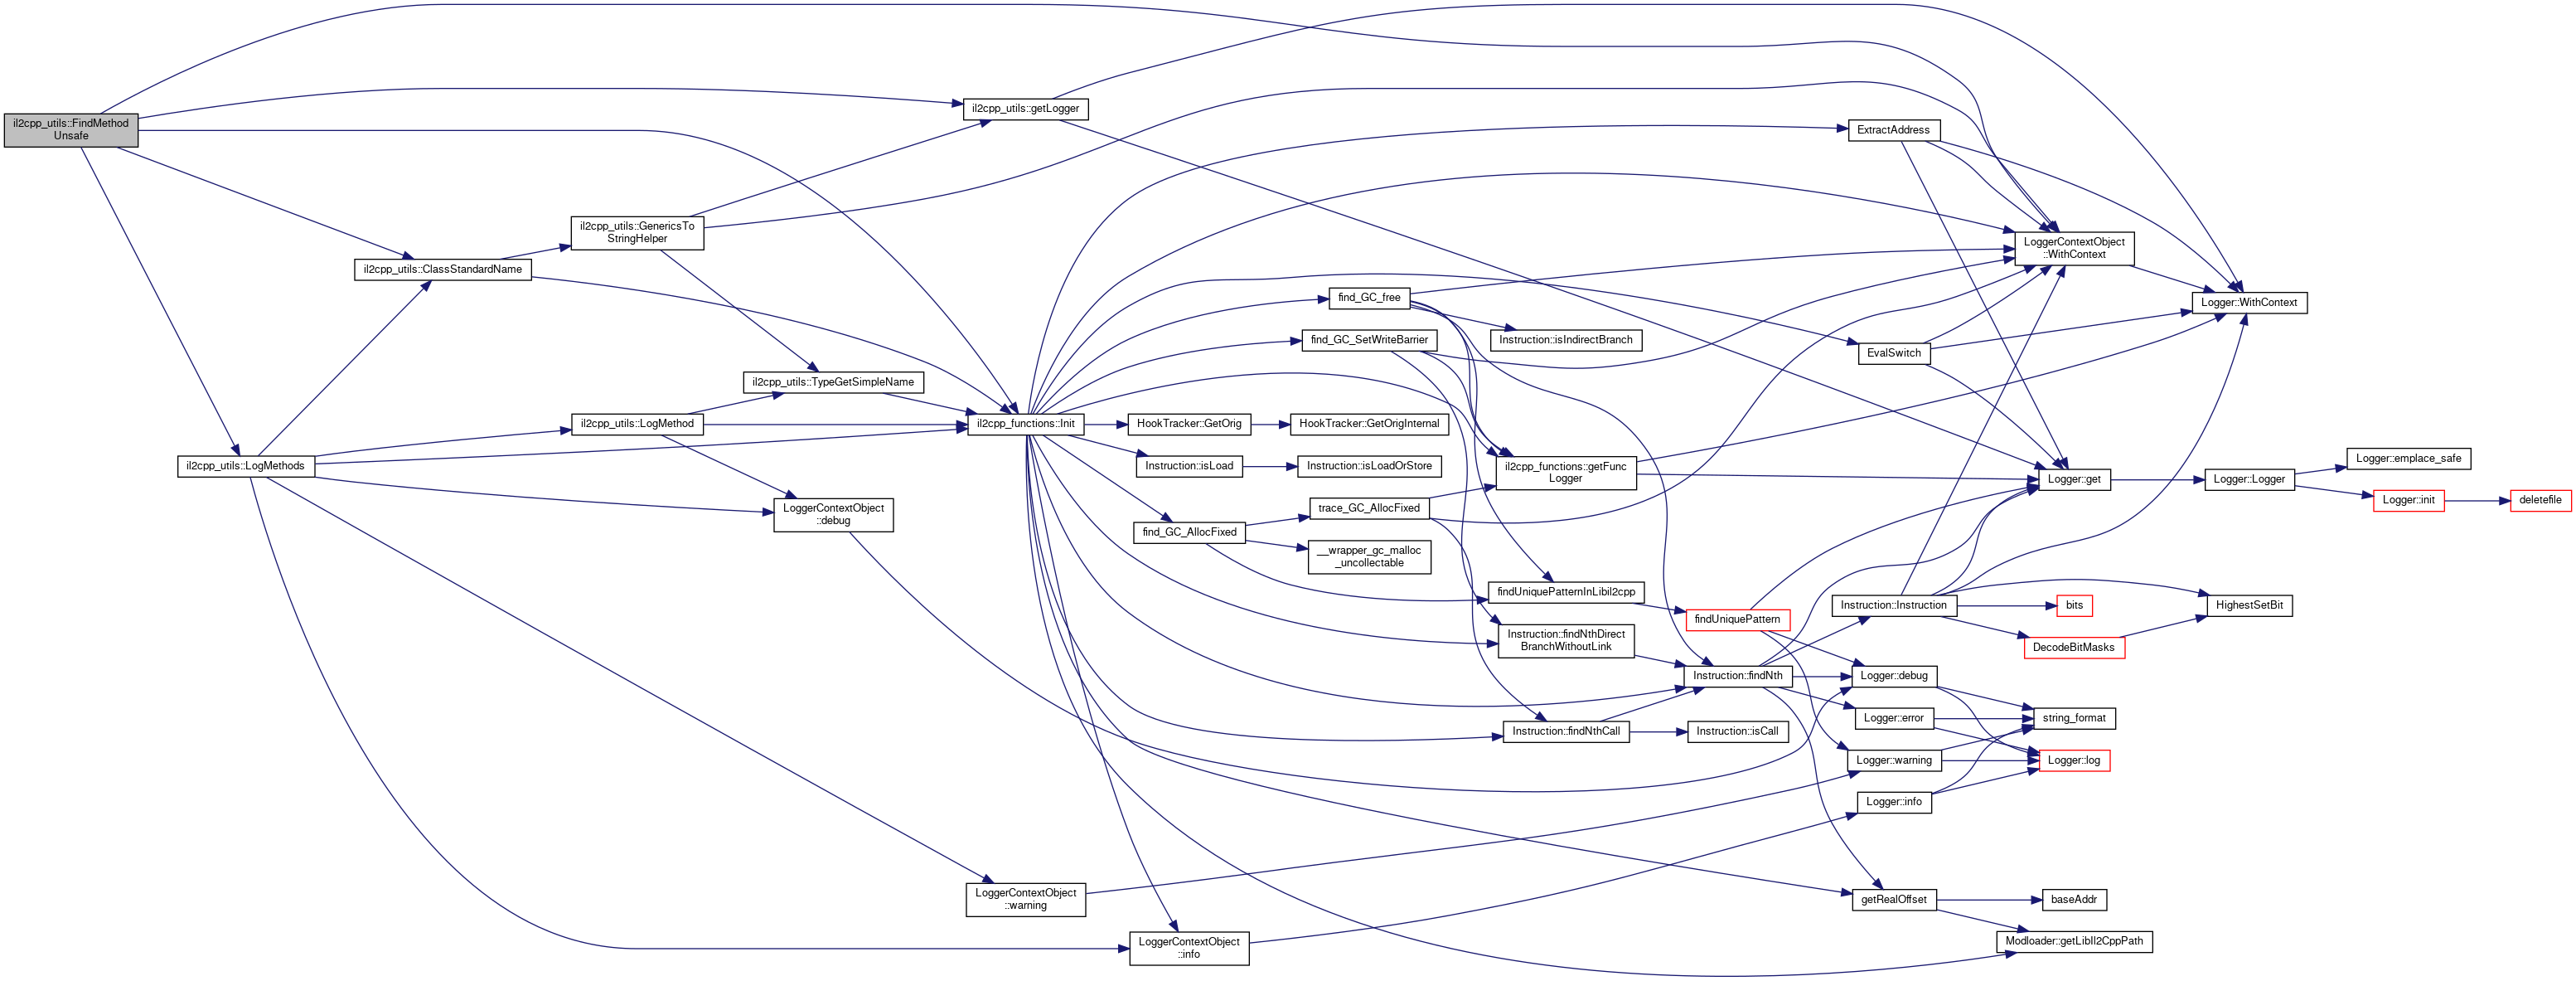 il2cpp_utils::FindMethod
Unsafe
il2cpp_utils::ClassStandardName
il2cpp_utils::LogMethods
il2cpp_utils::GenericsTo
StringHelper
il2cpp_utils::LogMethod
il2cpp_utils::TypeGetSimpleName
LoggerContextObject
::debug
il2cpp_utils::getLogger
il2cpp_functions::Init
LoggerContextObject
::warning
HookTracker::GetOrig
Instruction::isLoad
find_GC_AllocFixed
LoggerContextObject
::info
find_GC_free
find_GC_SetWriteBarrier
HookTracker::GetOrigInternal
Instruction::isLoadOrStore
trace_GC_AllocFixed
__wrapper_gc_malloc
_uncollectable
Instruction::isIndirectBranch
il2cpp_functions::getFunc
Logger
findUniquePatternInLibil2cpp
Instruction::findNthDirect
BranchWithoutLink
Instruction::findNthCall
findUniquePattern
Instruction::findNth
Instruction::isCall
ExtractAddress
EvalSwitch
Instruction::Instruction
Logger::debug
Logger::error
Logger::warning
Logger::info
getRealOffset
LoggerContextObject
::WithContext
Logger::get
bits
DecodeBitMasks
string_format
Logger::log
baseAddr
Modloader::getLibIl2CppPath
Logger::WithContext
Logger::Logger
HighestSetBit
Logger::emplace_safe
Logger::init
deletefile